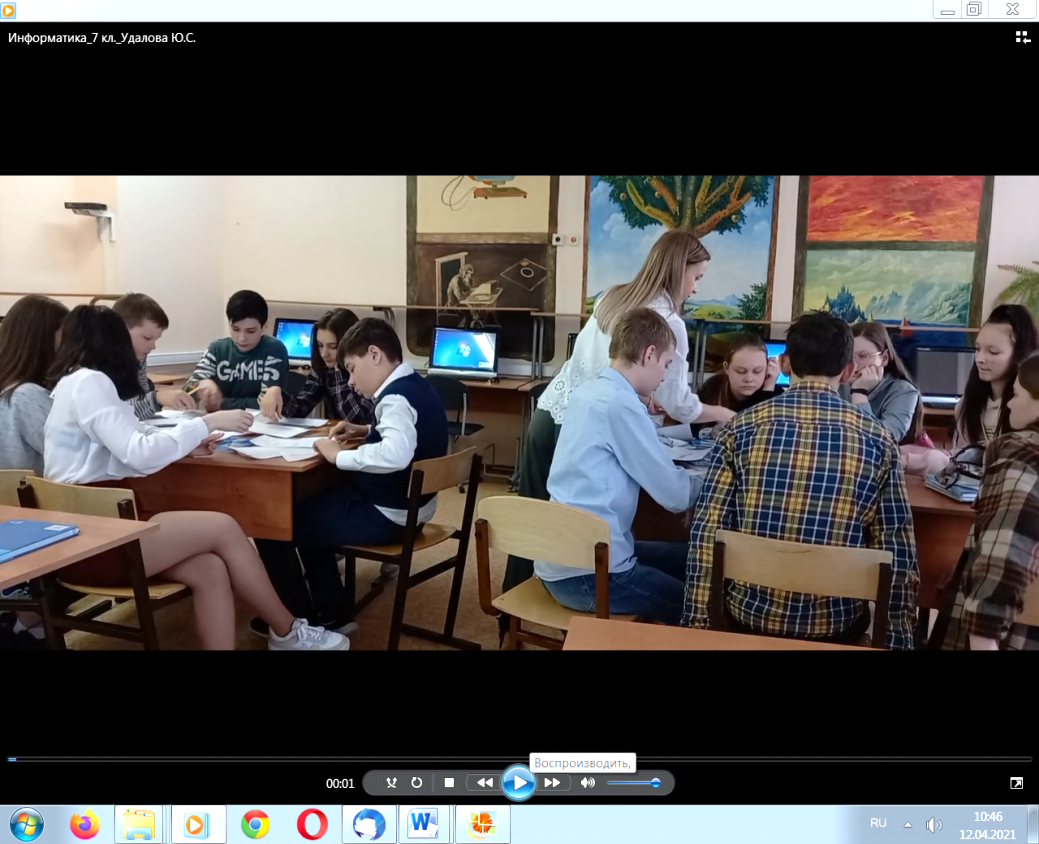 Информатика_7 кл._Удалова Ю.С.
GAMES
Воспроизводить,
00:01
RU
10:46
12.04.2021